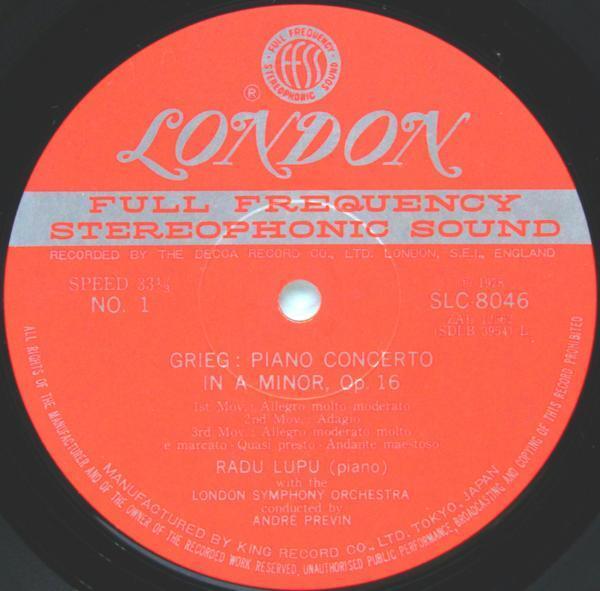 FULL FREQUENCY
FFSS
STEREOPHONIC SOUND
®
LONDON
FULL FREQUENCY
STEREOPHONIC SOUND
RECORDED BY THE DECCA RECORD CO., LTD. LONDON, S.E.I., ENGLAND
SPEED 33⅓
NO. 1
℗ 1973
SLC 8046
GRIEG : PIANO CONCERTO
IN A MINOR, Op. 16
1st Mov. : Allegro molto moderato
2nd Mov. : Adagio
3rd Mov. : Allegro moderato molto
e marcato - Quasi presto - Andante maestoso
RADU LUPU (piano)
with the
LONDON SYMPHONY ORCHESTRA
conducted by
ANDRÉ PREVIN
MANUFACTURED BY KING RECORD CO., LTD. TOKYO, JAPAN
ALL RIGHTS OF THE MANUFACTURER AND OF THE OWNER OF THE RECORDED WORK RESERVED. UNAUTHORISED PUBLIC PERFORMANCE, BROADCASTING AND COPYING OF THIS RECORD PROHIBITED